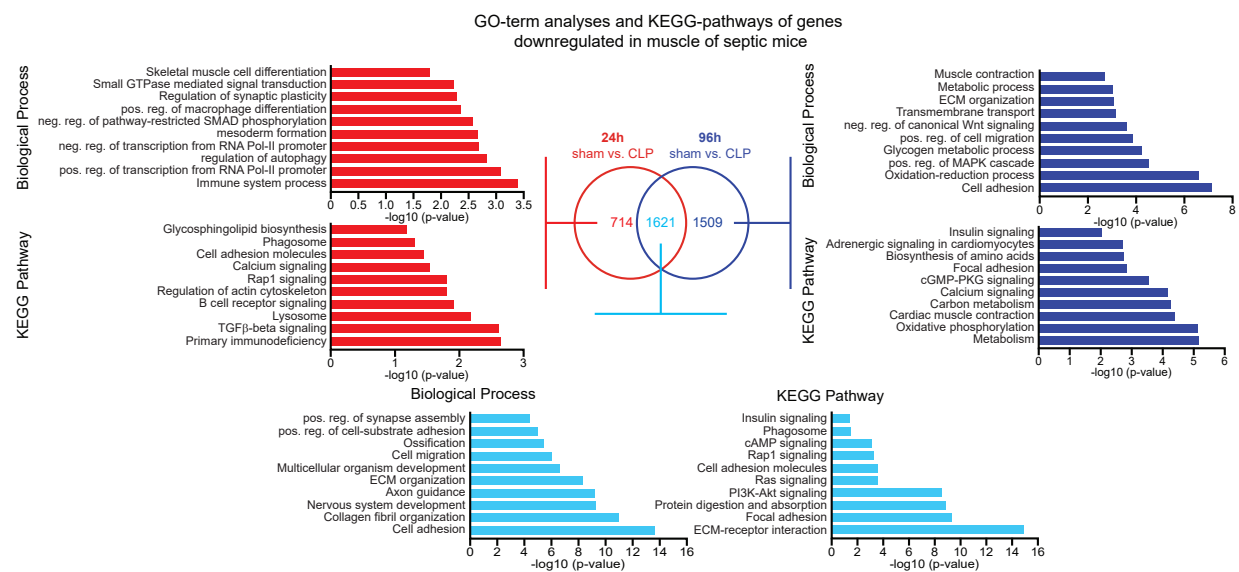 GO-term analyses and KEGG-pathways of genes
downregulated in muscle of septic mice
Biological Process
Skeletal muscle cell differentiation
Small GTPase mediated signal transduction
Regulation of synaptic plasticity
pos. reg. of macrophage differentiation
neg. reg. of pathway-restricted SMAD phosphorylation
mesoderm formation
neg. reg. of transcription from RNA Pol-II promoter
regulation of autophagy
pos. reg. of transcription from RNA Pol-II promoter
Immune system process
0 0.5 1.0 1.5 2.0 2.5 3.0 3.5
-log10 (p-value)
KEGG Pathway
Glycosphingolipid biosynthesis
Phagosome
Cell adhesion molecules
Calcium signaling
Rap1 signaling
Regulation of actin cytoskeleton
B cell receptor signaling
Lysosome
TGFβ-beta signaling
Primary immunodeficiency
0 1 2 3
-log10 (p-value)
24h
sham vs. CLP
96h
sham vs. CLP
714 1621 1509
Biological Process
Muscle contraction
Metabolic process
ECM organization
Transmembrane transport
neg. reg. of canonical Wnt signaling
pos. reg. of cell migration
Glycogen metabolic process
pos. reg. of MAPK cascade
Oxidation-reduction process
Cell adhesion
0 2 4 6 8
-log10 (p-value)
KEGG Pathway
Insulin signaling
Adrenergic signaling in cardiomyocytes
Biosynthesis of amino acids
Focal adhesion
cGMP-PKG signaling
Calcium signaling
Carbon metabolism
Cardiac muscle contraction
Oxidative phosphorylation
Metabolism
0 1 2 3 4 5 6
-log10 (p-value)
Biological Process
pos. reg. of synapse assembly
pos. reg. of cell-substrate adhesion
Ossification
Cell migration
Multicellular organism development
ECM organization
Axon guidance
Nervous system development
Collagen fibril organization
Cell adhesion
0 2 4 6 8 10 12 14 16
-log10 (p-value)
KEGG Pathway
Insulin signaling
Phagosome
cAMP signaling
Rap1 signaling
Cell adhesion molecules
Ras signaling
PI3K-Akt signaling
Protein digestion and absorption
Focal adhesion
ECM-receptor interaction
0 2 4 6 8 10 12 14 16
-log10 (p-value)